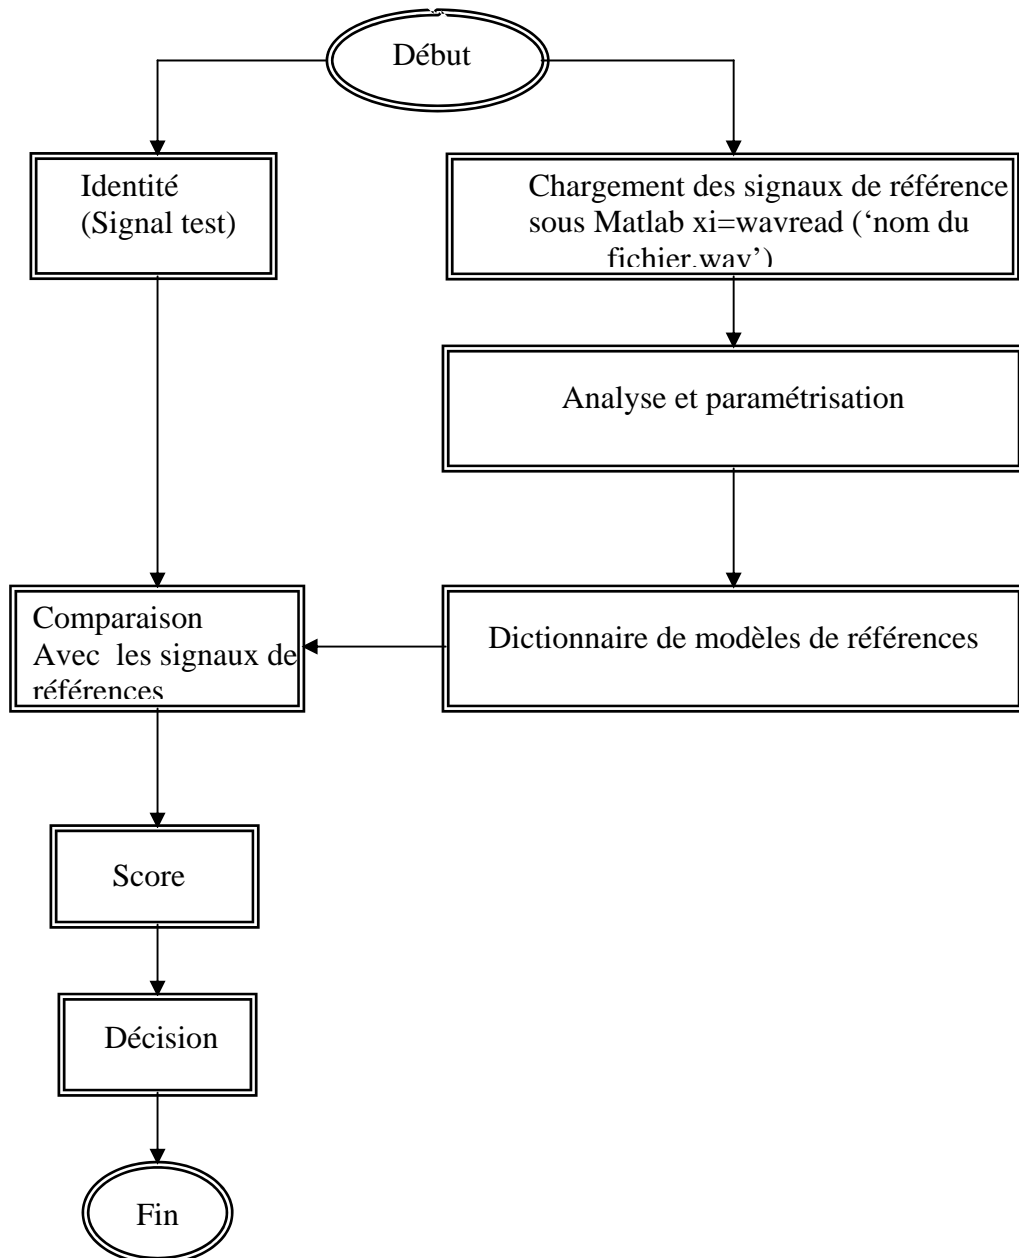 Début
Identité
(Signal test)
Chargement des signaux de référence
sous Matlab xi=wavread (‘nom du
fichier.wav’)
Analyse et paramétrisation
Comparaison
Avec les signaux de
références
Dictionnaire de modèles de références
Score
Décision
Fin